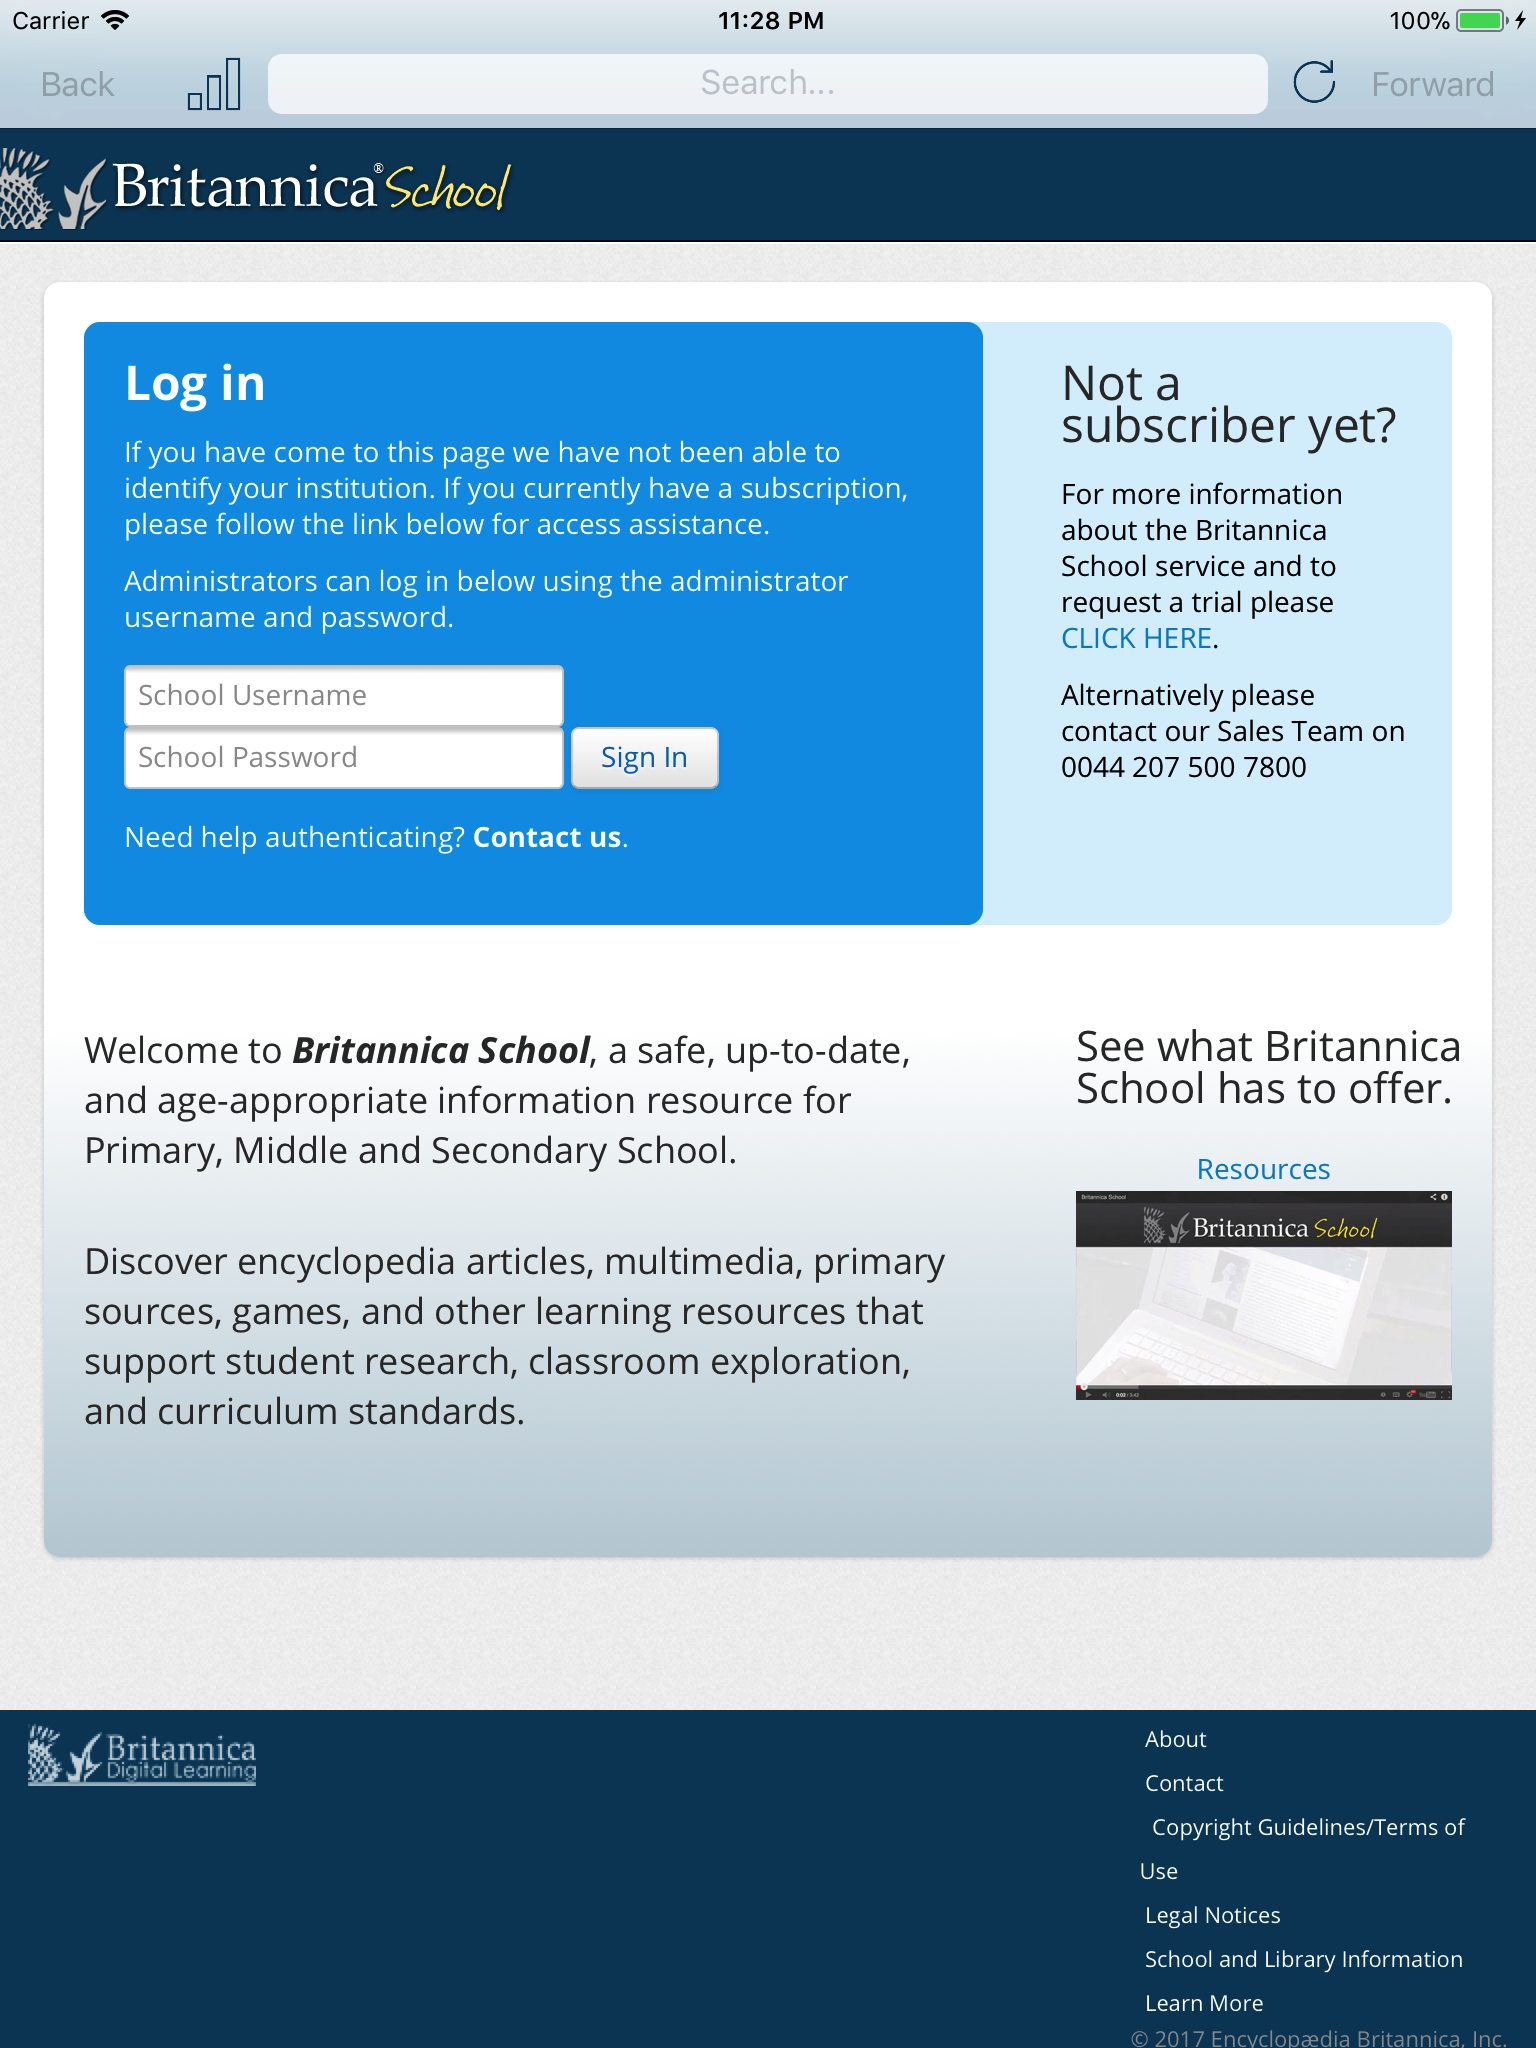 Carrier 11:28 PM 100%
Back Search... Forward
Britannica® School
Log in
If you have come to this page we have not been able to
identify your institution. If you currently have a subscription,
please follow the link below for access assistance.
Administrators can log in below using the administrator
username and password.
School Username
School Password Sign In
Need help authenticating? Contact us.
Not a
subscriber yet?
For more information
about the Britannica
School service and to
request a trial please
CLICK HERE.
Alternatively please
contact our Sales Team on
0044 207 500 7800
Welcome to Britannica School, a safe, up-to-date,
and age-appropriate information resource for
Primary, Middle and Secondary School.
Discover encyclopedia articles, multimedia, primary
sources, games, and other learning resources that
support student research, classroom exploration,
and curriculum standards.
See what Britannica
School has to offer.
Resources
Britannica School
Britannica School
0:02 / 3:42
YouTube
Britannica
Digital Learning
About
Contact
Copyright Guidelines/Terms of
Use
Legal Notices
School and Library Information
Learn More
© 2017 Encyclopædia Britannica, Inc.